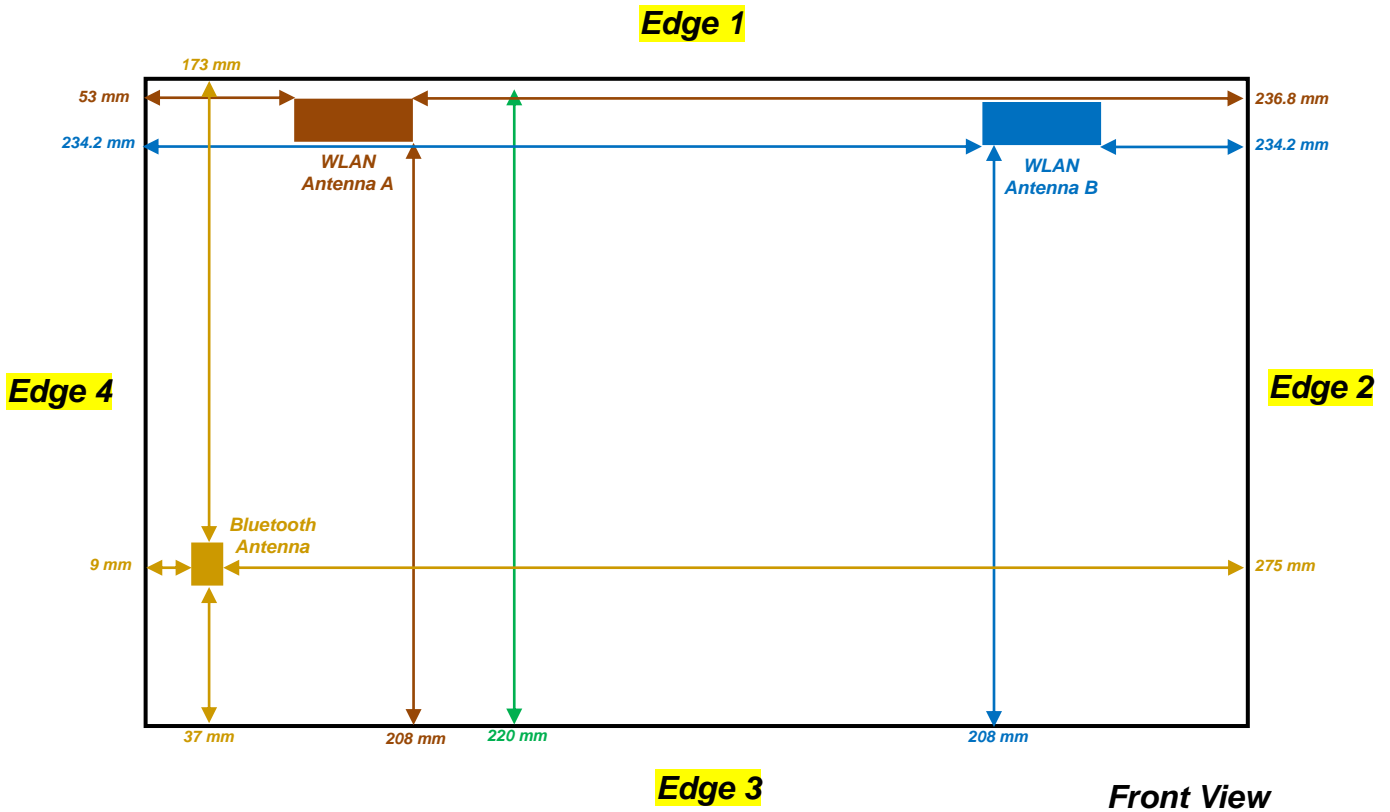 Edge 1
173 mm
53 mm
236.8 mm
234.2 mm
234.2 mm
WLAN
Antenna A
WLAN
Antenna B
Edge 4
Edge 2
Bluetooth
Antenna
9 mm
275 mm
37 mm
208 mm
220 mm
208 mm
Edge 3
Front View